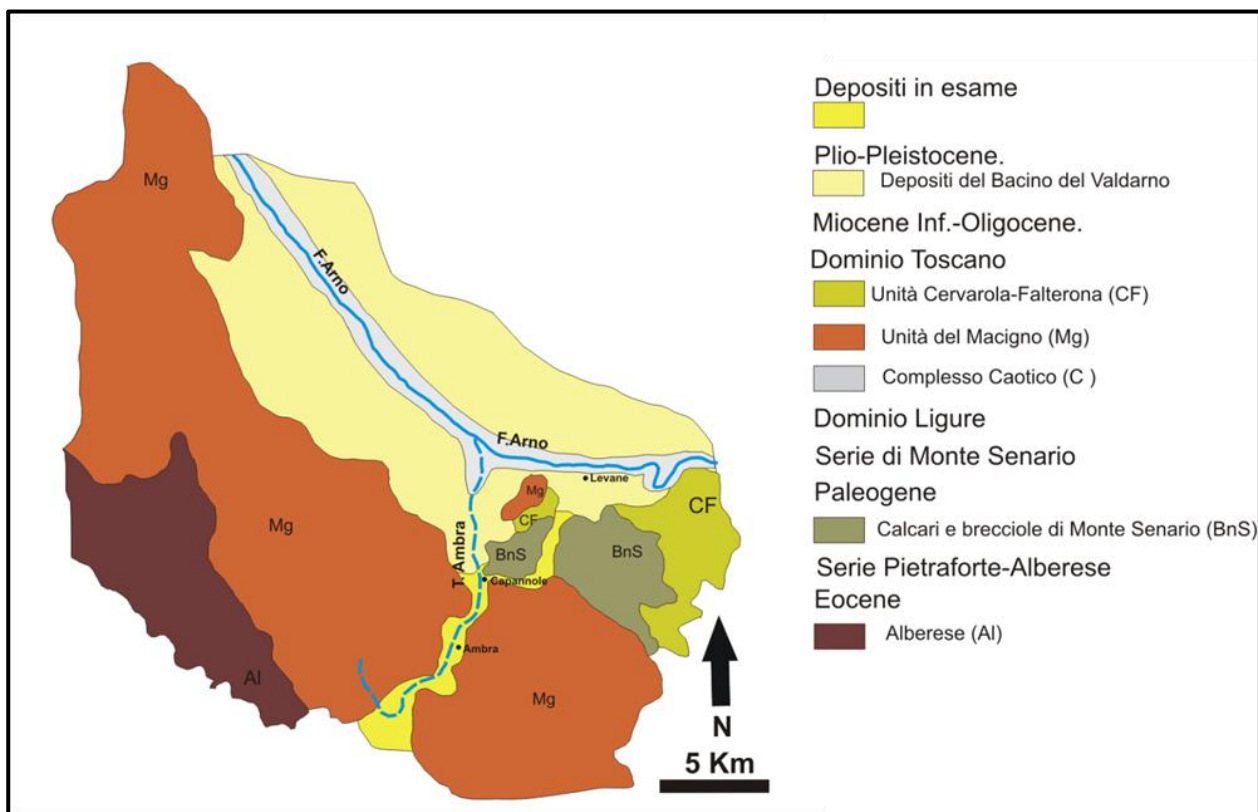 Mg
F.Arno
F.Arno
Levane
Mg
CF
CF
BnS
BnS
T. Ambra
Capannole
Mg
Ambra
Al
Mg
N
5 Km
Depositi in esame
Plio-Pleistocene.
Depositi del Bacino del Valdarno
Miocene Inf.-Oligocene.
Dominio Toscano
Unità Cervarola-Falterona (CF)
Unità del Macigno (Mg)
Complesso Caotico (C )
Dominio Ligure
Serie di Monte Senario
Paleogene
Calcari e brecciole di Monte Senario (BnS)
Serie Pietraforte-Alberese
Eocene
Alberese (Al)